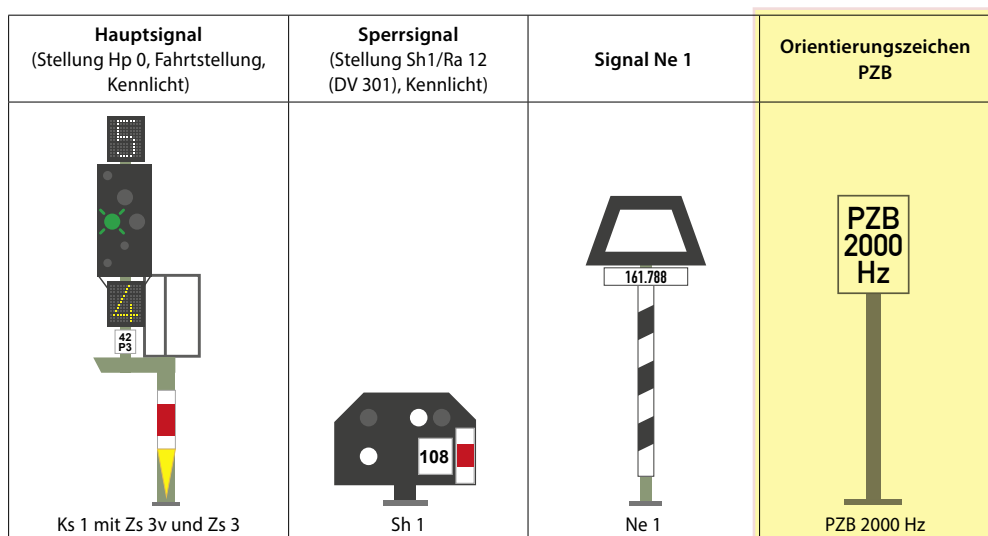 Hauptsignal
(Stellung Hp 0, Fahrtstellung,
Kennlicht)
Sperrsignal
(Stellung Sh1/Ra 12
(DV 301), Kennlicht)
Signal Ne 1
Orientierungszeichen
PZB
5
4
42
P3
Ks 1 mit Zs 3v und Zs 3
108
Sh 1
161.788
Ne 1
PZB
2000
Hz
PZB 2000 Hz